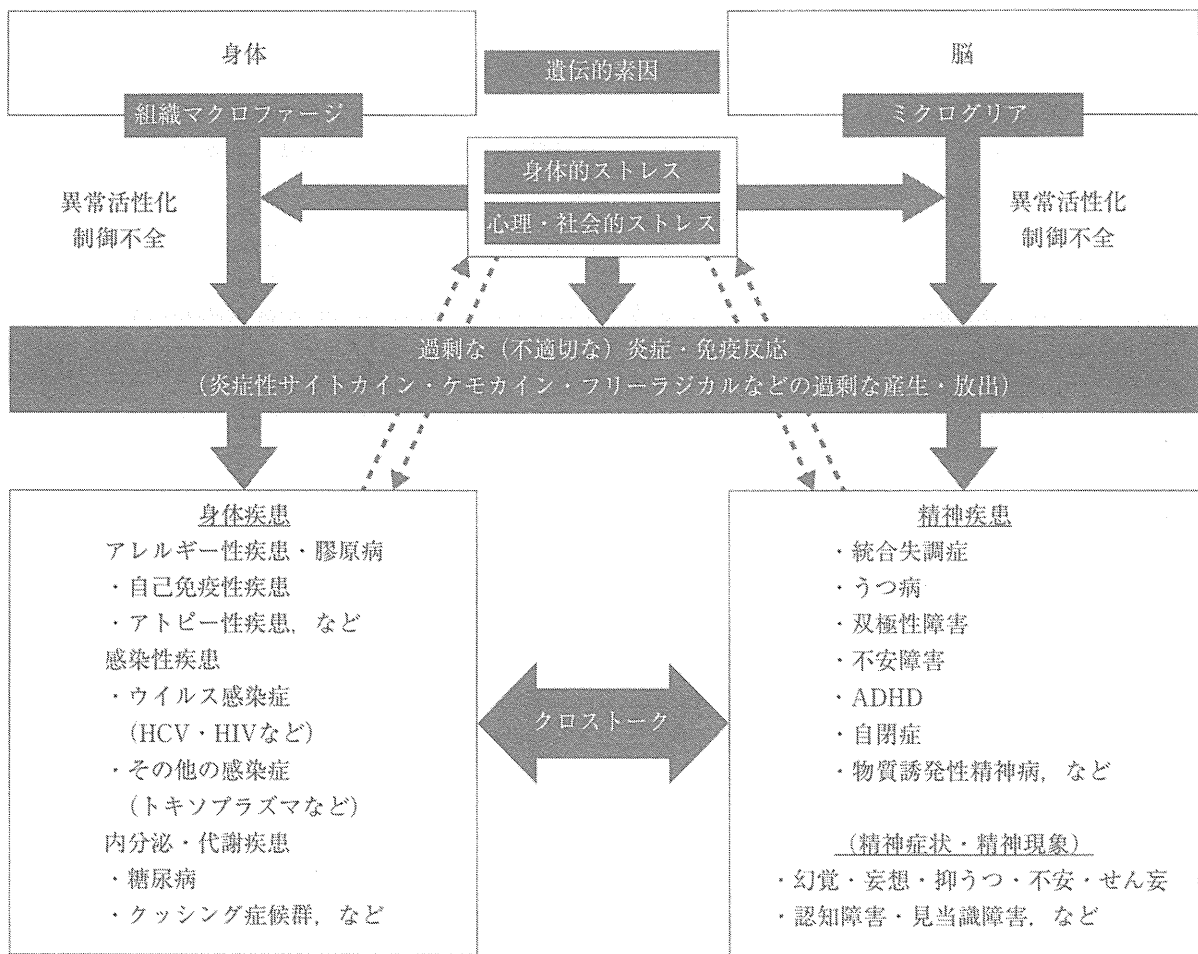 身体
遺伝的素因
脳
組織マクロファージ
ミクログリア
身体的ストレス
心理・社会的ストレス
異常活性化
制御不全
異常活性化
制御不全
過剰な（不適切な）炎症・免疫反応
（炎症性サイトカイン・ケモカイン・フリーラジカルなどの過剰な産生・放出）
身体疾患
アレルギー性疾患・膠原病
・自己免疫性疾患
・アトピー性疾患，など
感染性疾患
・ウイルス感染症
（HCV・HIVなど）
・その他の感染症
（トキソプラズマなど）
内分泌・代謝疾患
・糖尿病
・クッシング症候群，など
クロストーク
精神疾患
・統合失調症
・うつ病
・双極性障害
・不安障害
・ADHD
・自閉症
・物質誘発性精神病，など
（精神症状・精神現象）
・幻覚・妄想・抑うつ・不安・せん妄
・認知障害・見当識障害，など